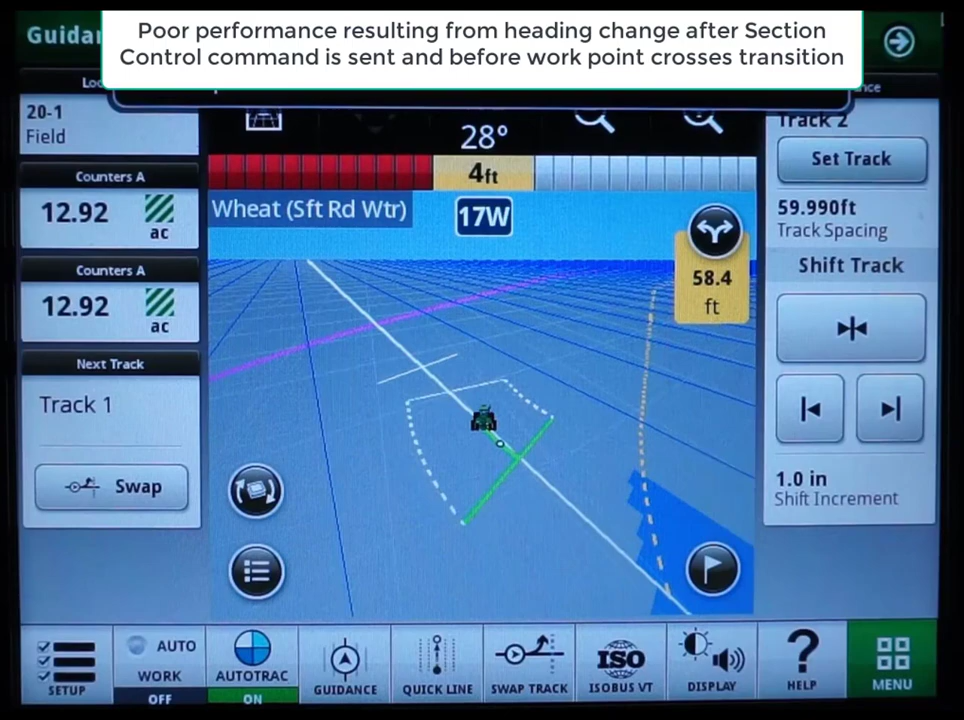 Poor performance resulting from heading change after Section
Control command is sent and before work point crosses transition
20-1
Field
Counters A
12.92
ac
Counters A
12.92
ac
Next Track
Track 1
Swap
28°
4ft
Wheat (Sft Rd Wtr)
17W
58.4
ft
Track 2
Set Track
59.990ft
Track Spacing
Shift Track
1.0 in
Shift Increment
SETUP
AUTO
WORK
OFF
AUTOTRAC
ON
GUIDANCE
QUICK LINE
SWAP TRACK
ISO
ISOBUS VT
DISPLAY
?
HELP
MENU